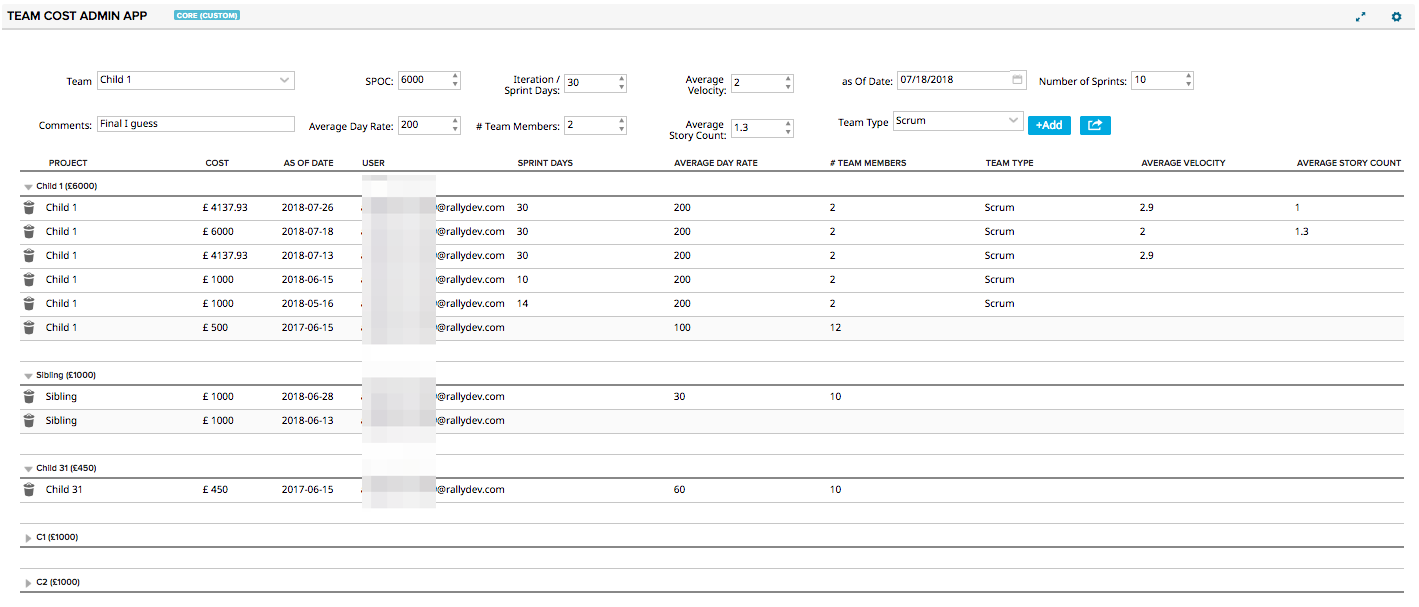 TEAM COST ADMIN APP CORE (CUSTOM)
Team Child 1 SPOC: 6000 Iteration / Sprint Days: 30 Average Velocity: 2 as Of Date: 07/18/2018 Number of Sprints: 10
Comments: Final I guess Average Day Rate: 200 # Team Members: 2 Average Story Count: 1.3 Team Type Scrum +Add
PROJECT COST AS OF DATE USER SPRINT DAYS AVERAGE DAY RATE # TEAM MEMBERS TEAM TYPE AVERAGE VELOCITY AVERAGE STORY COUNT
Child 1 (£6000)
Child 1 £ 4137.93 2018-07-26 @rallydev.com 30 200 2 Scrum 2.9 1
Child 1 £ 6000 2018-07-18 @rallydev.com 30 200 2 Scrum 2 1.3
Child 1 £ 4137.93 2018-07-13 @rallydev.com 30 200 2 Scrum 2.9
Child 1 £ 1000 2018-06-15 @rallydev.com 10 200 2 Scrum
Child 1 £ 1000 2018-05-16 @rallydev.com 14 200 2 Scrum
Child 1 £ 500 2017-06-15 @rallydev.com 100 12
Sibling (£1000)
Sibling £ 1000 2018-06-28 @rallydev.com 30 10
Sibling £ 1000 2018-06-13 @rallydev.com
Child 31 (£450)
Child 31 £ 450 2017-06-15 @rallydev.com 60 10
C1 (£1000)
C2 (£1000)